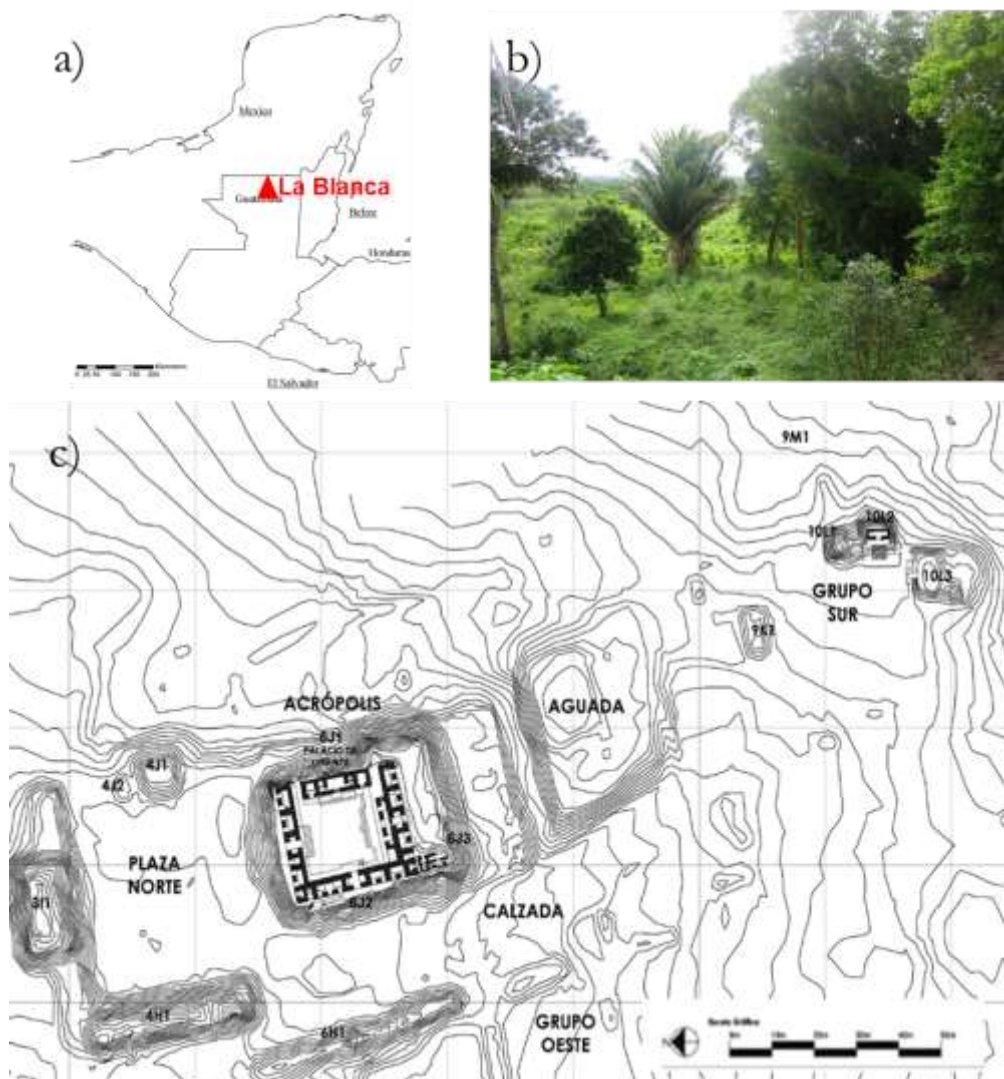 a)
Mexico
La Blanca
Belize
Honduras
El Salvador
b)
c)
9M1
10L2
10L1
10L3
GRUPO
SUR
9K2
ACRÓPOLIS
AGUADA
6J1
4J1
4J2
PLAZA
NORTE
3I1
6J3
6J2
CALZADA
4H1
6H1
GRUPO
OESTE